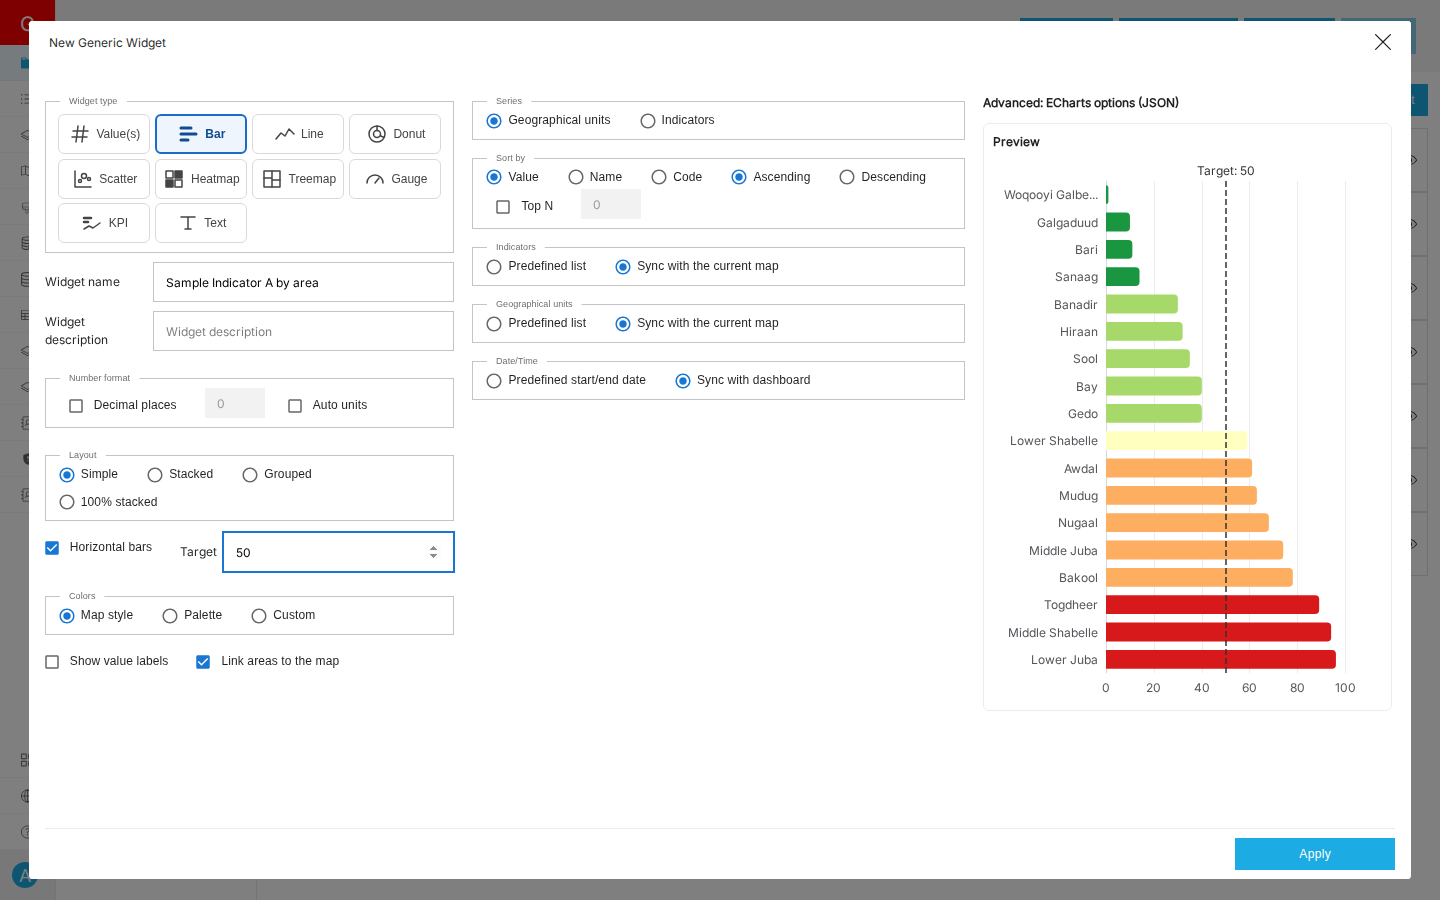 New Generic Widget
Widget type
Value(s)
Bar
Line
Donut
Scatter
Heatmap
Treemap
Gauge
KPI
Text
Widget name
Sample Indicator A by area
Widget
description
Widget description
Number format
Decimal places
0
Auto units
Layout
Simple
Stacked
Grouped
100% stacked
Horizontal bars
Target
50
Colors
Map style
Palette
Custom
Show value labels
Link areas to the map
Series
Geographical units
Indicators
Sort by
Value
Name
Code
Ascending
Descending
Top N
0
Indicators
Predefined list
Sync with the current map
Geographical units
Predefined list
Sync with the current map
Date/Time
Predefined start/end date
Sync with dashboard
Advanced: ECharts options (JSON)
Preview
Target: 50
Woqooyi Galbe...
Galgaduud
Bari
Sanaag
Banadir
Hiraan
Sool
Bay
Gedo
Lower Shabelle
Awdal
Mudug
Nugaal
Middle Juba
Bakool
Togdheer
Middle Shabelle
Lower Juba
0 20 40 60 80 100
Apply